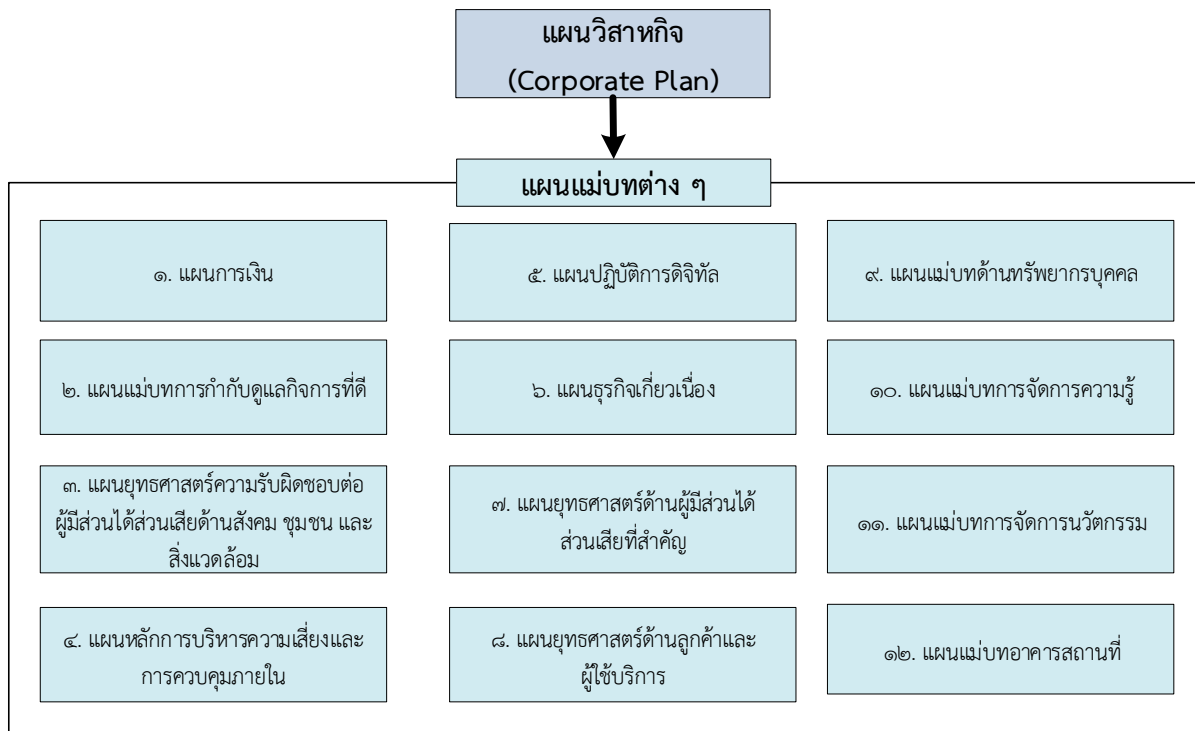 แผนวิสาหกิจ
(Corporate Plan)
แผนแม่บทต่าง ๆ
๑. แผนการเงิน
๒. แผนแม่บทการกำกับดูแลกิจการที่ดี
๓. แผนยุทธศาสตร์ความรับผิดชอบต่อ
ผู้มีส่วนได้ส่วนเสียด้านสังคม ชุมชน และ
สิ่งแวดล้อม
๔. แผนหลักการบริหารความเสี่ยงและ
การควบคุมภายใน
๕. แผนปฏิบัติการดิจิทัล
๖. แผนธุรกิจเกี่ยวเนื่อง
๗. แผนยุทธศาสตร์ด้านผู้มีส่วนได้
ส่วนเสียที่สำคัญ
๘. แผนยุทธศาสตร์ด้านลูกค้าและ
ผู้ใช้บริการ
๙. แผนแม่บทด้านทรัพยากรบุคคล
๑๐. แผนแม่บทการจัดการความรู้
๑๑. แผนแม่บทการจัดการนวัตกรรม
๑๒. แผนแม่บทอาคารสถานที่